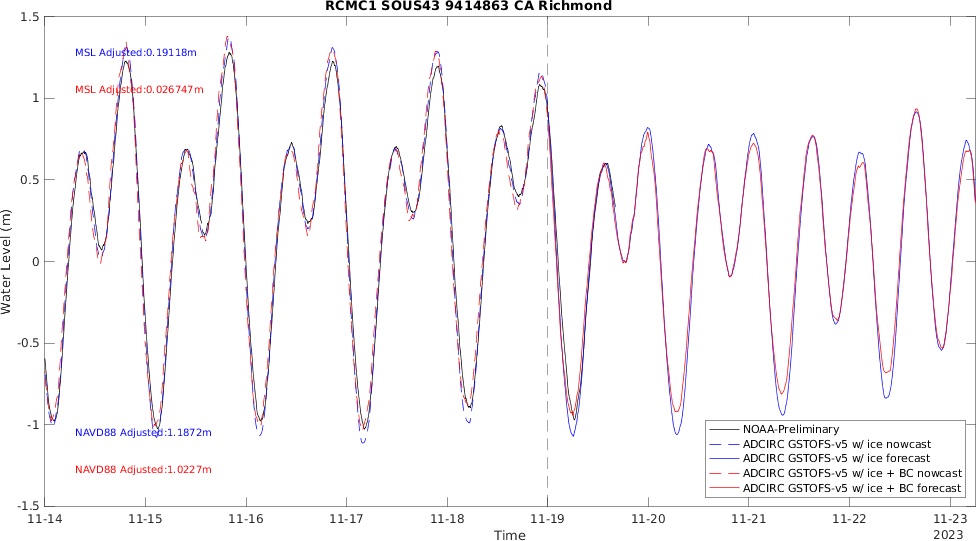 RCMC1 SOUS43 9414863 CA Richmond
1.5
MSL Adjusted:0.19118m
MSL Adjusted:0.026747m
1
0.5
Water Level (m)
0
-0.5
-1
NAVD88 Adjusted:1.1872m
NAVD88 Adjusted:1.0227m
NOAA-Preliminary
ADCIRC GSTOFS-v5 w/ ice nowcast
ADCIRC GSTOFS-v5 w/ ice forecast
ADCIRC GSTOFS-v5 w/ ice + BC nowcast
ADCIRC GSTOFS-v5 w/ ice + BC forecast
-1.5
11-14 11-15 11-16 11-17 11-18 11-19 11-20 11-21 11-22 11-23
Time
2023